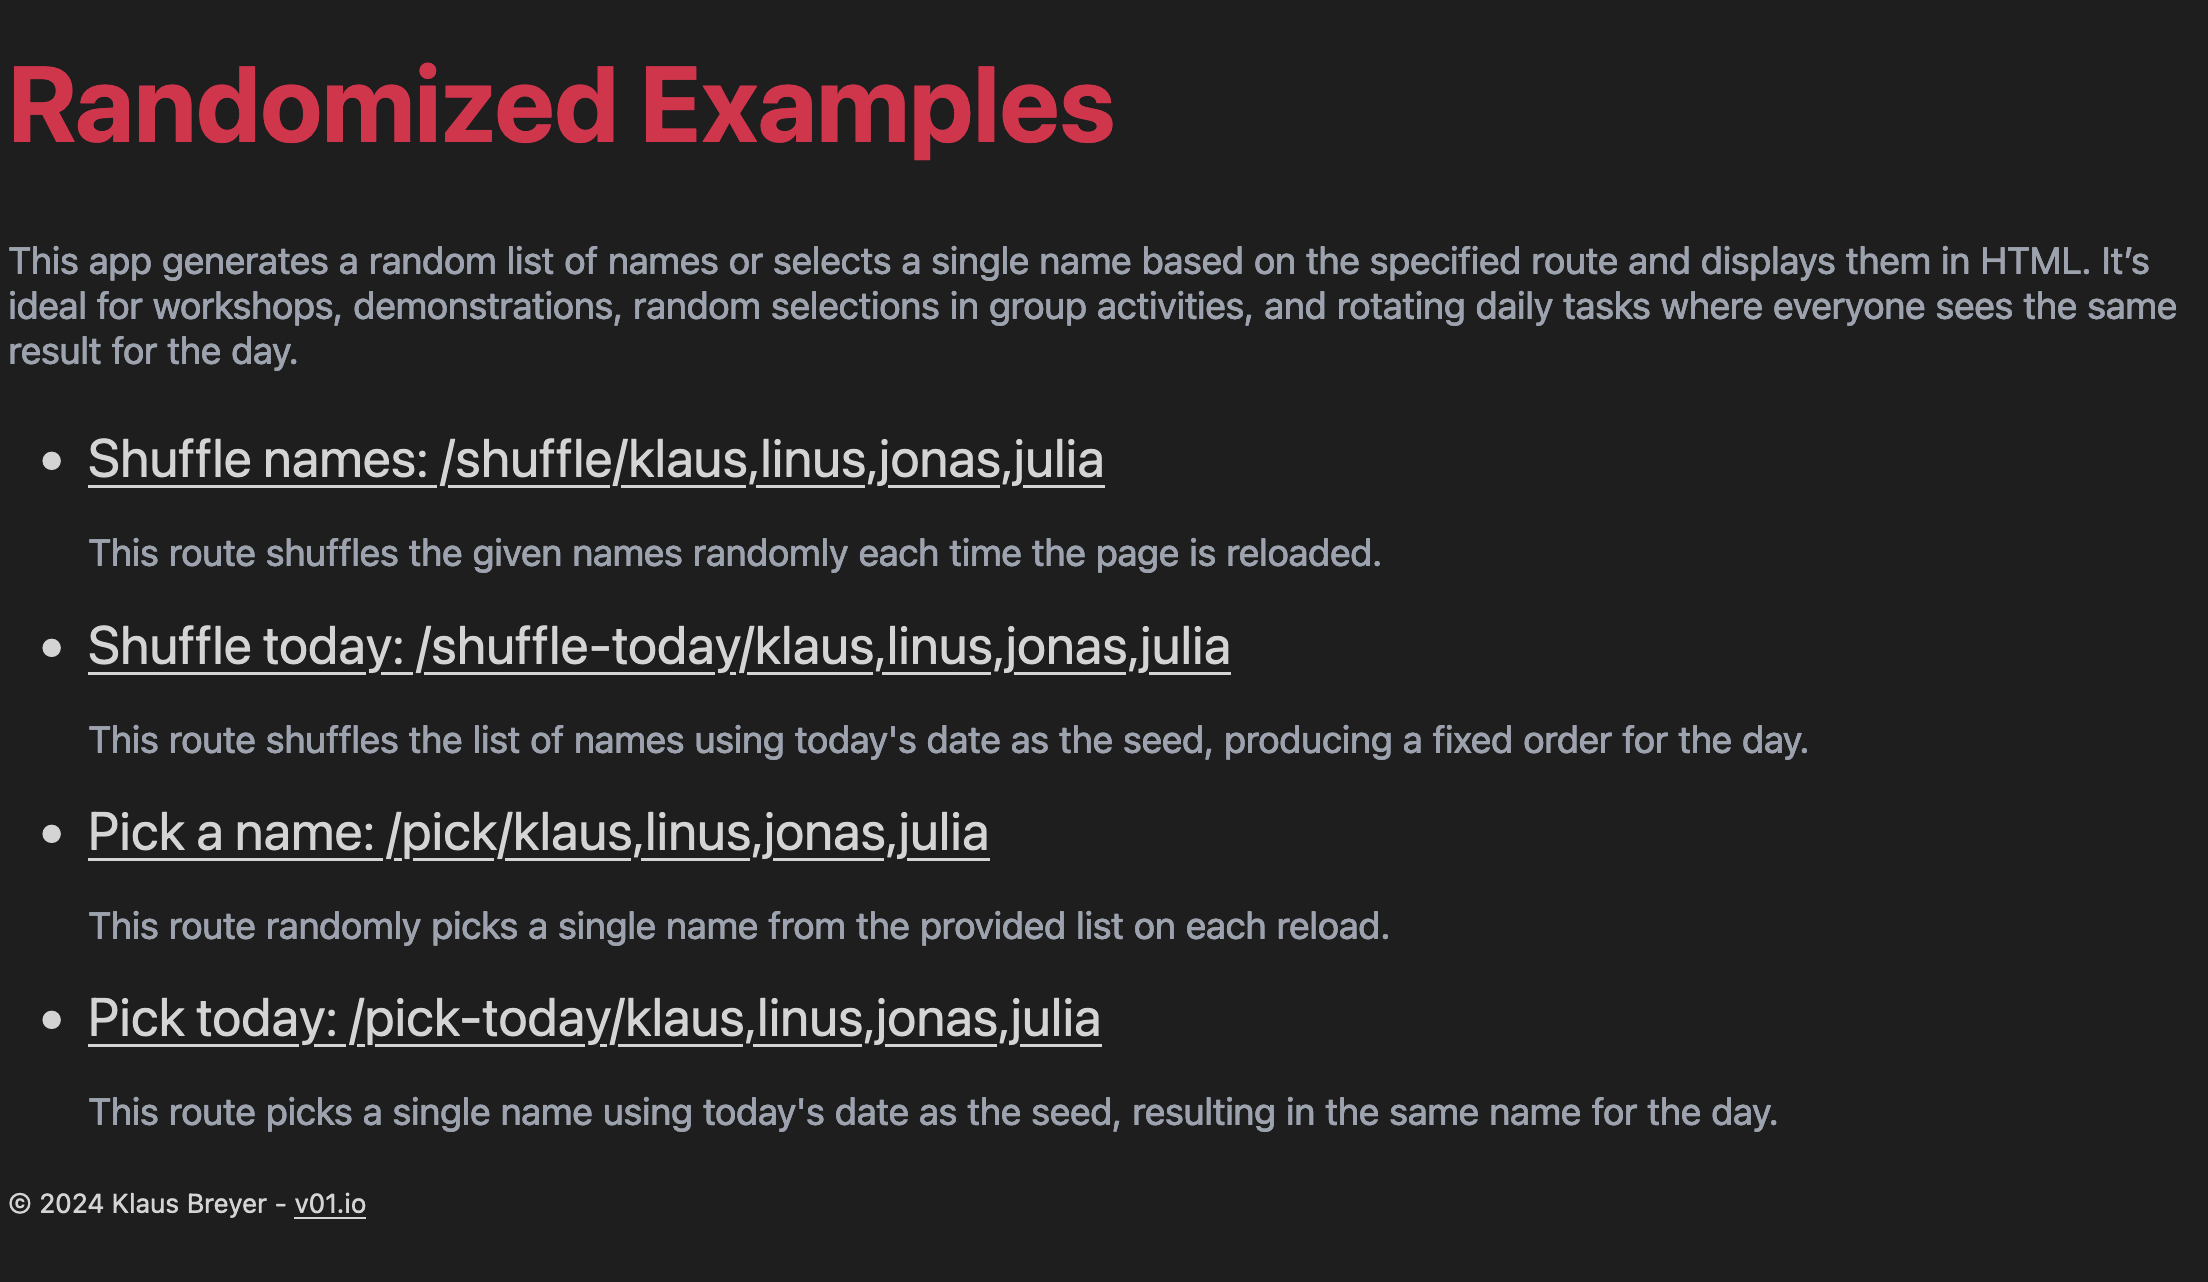 Randomized Examples
This app generates a random list of names or selects a single name based on the specified route and displays them in HTML. It’s
ideal for workshops, demonstrations, random selections in group activities, and rotating daily tasks where everyone sees the same
result for the day.
• Shuffle names: /shuffle/klaus,linus,jonas,julia
This route shuffles the given names randomly each time the page is reloaded.
• Shuffle today: /shuffle-today/klaus,linus,jonas,julia
This route shuffles the list of names using today's date as the seed, producing a fixed order for the day.
• Pick a name: /pick/klaus,linus,jonas,julia
This route randomly picks a single name from the provided list on each reload.
• Pick today: /pick-today/klaus,linus,jonas,julia
This route picks a single name using today's date as the seed, resulting in the same name for the day.
© 2024 Klaus Breyer - v01.io